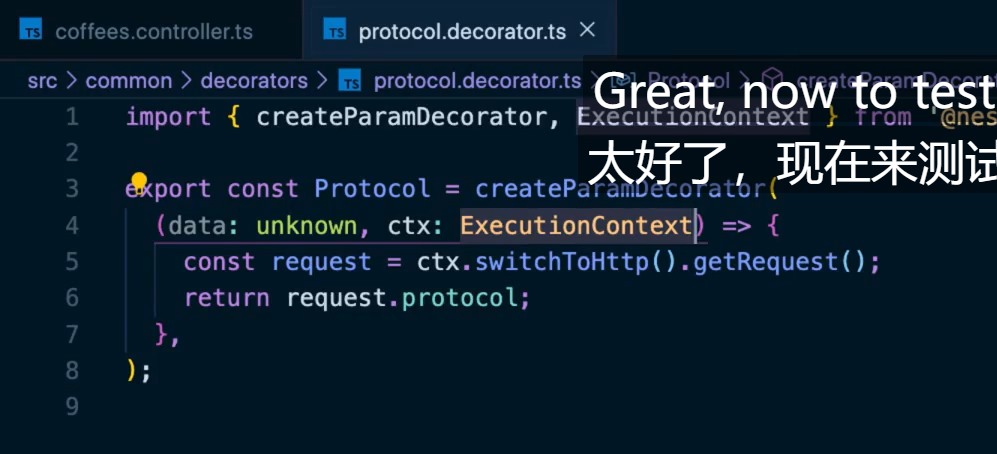 TS coffees.controller.ts
TS protocol.decorator.ts ×
src > common > decorators > TS protocol.decorator.ts > Protocol > createParamDecorat
Great, now to test
太好了，现在来测试
1 import { createParamDecorator, ExecutionContext } from '@nes
2
3 export const Protocol = createParamDecorator(
4 (data: unknown, ctx: ExecutionContext) => {
5 const request = ctx.switchToHttp().getRequest();
6 return request.protocol;
7 },
8 );
9